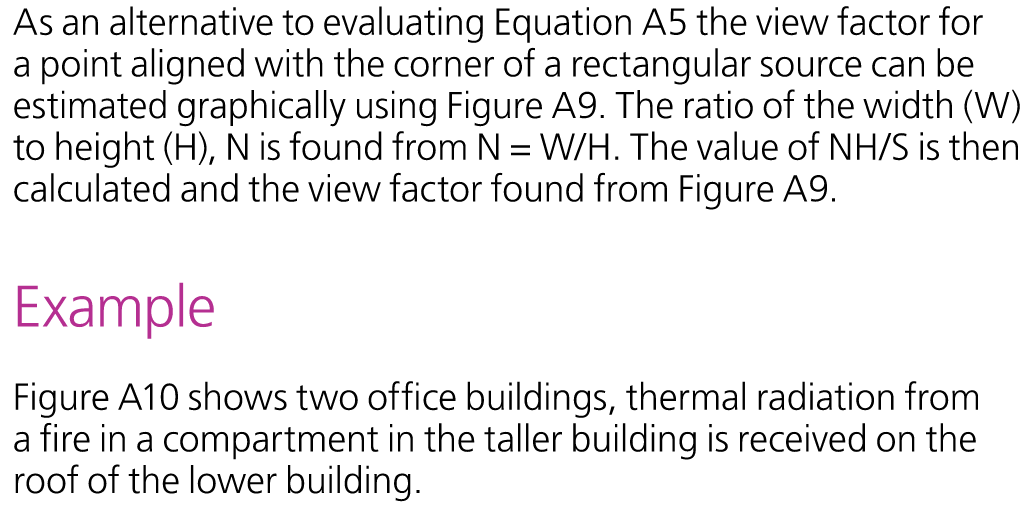 As an alternative to evaluating Equation A5 the view factor for
a point aligned with the corner of a rectangular source can be
estimated graphically using Figure A9. The ratio of the width (W)
to height (H), N is found from N = W/H. The value of NH/S is then
calculated and the view factor found from Figure A9.
Example
Figure A10 shows two office buildings, thermal radiation from
a fire in a compartment in the taller building is received on the
roof of the lower building.